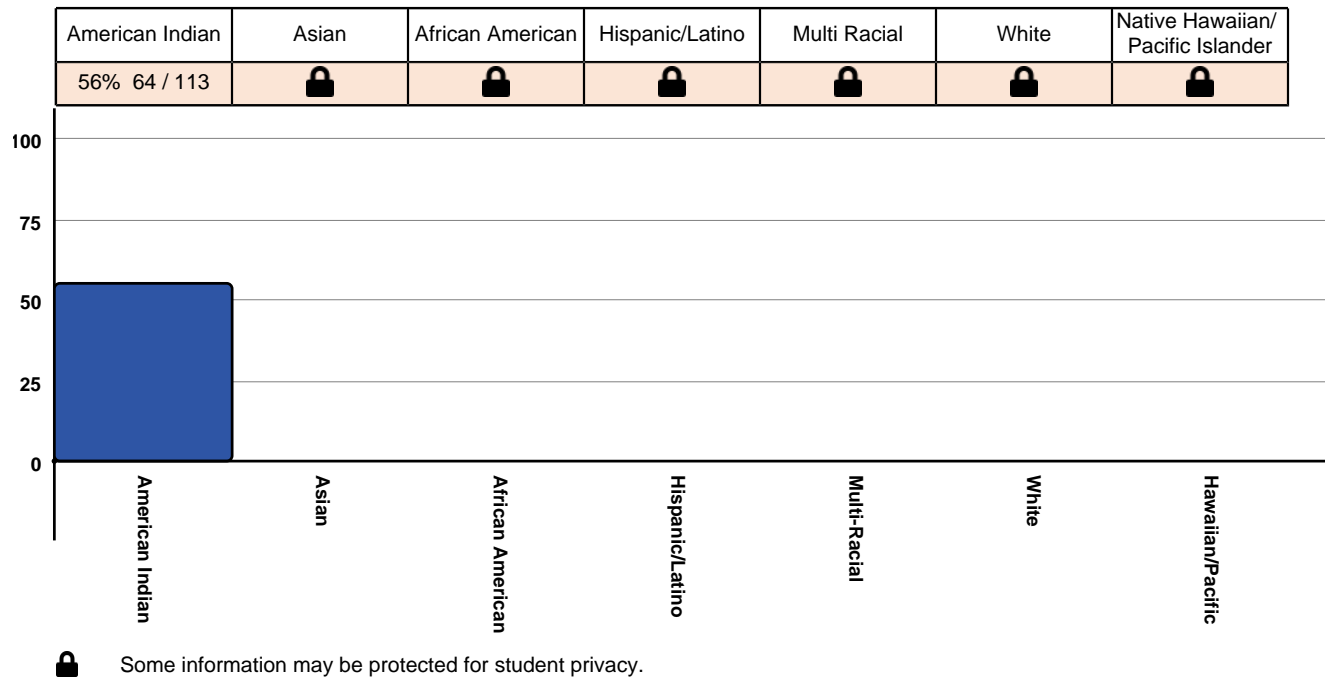 American Indian Asian African American Hispanic/Latino Multi Racial White Native Hawaiian/
Pacific Islander
56% 64 / 113
100
75
50
25
0
American Indian
Asian
African American
Hispanic/Latino
Multi-Racial
White
Hawaiian/Pacific
Some information may be protected for student privacy.